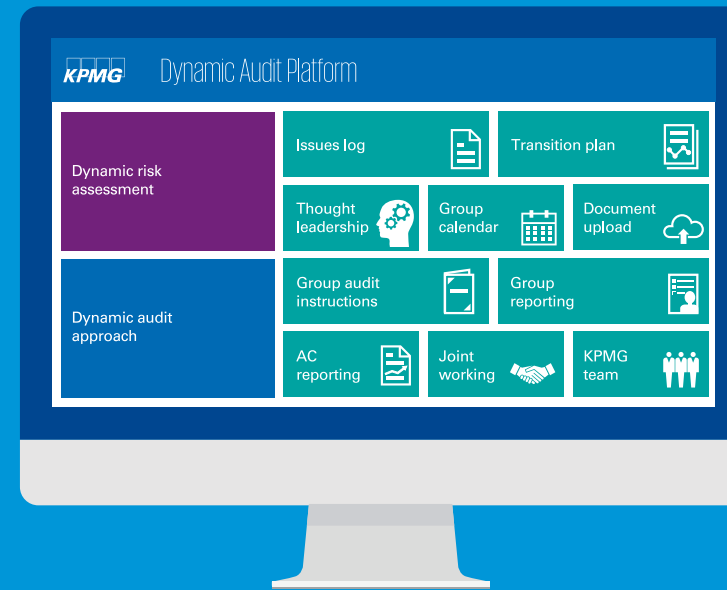 KPMG Dynamic Audit Platform
Dynamic risk
assessment
Issues log
Transition plan
Thought
leadership
Group
calendar
Document
upload
Dynamic audit
approach
Group audit
instructions
Group
reporting
AC
reporting
Joint
working
KPMG
team